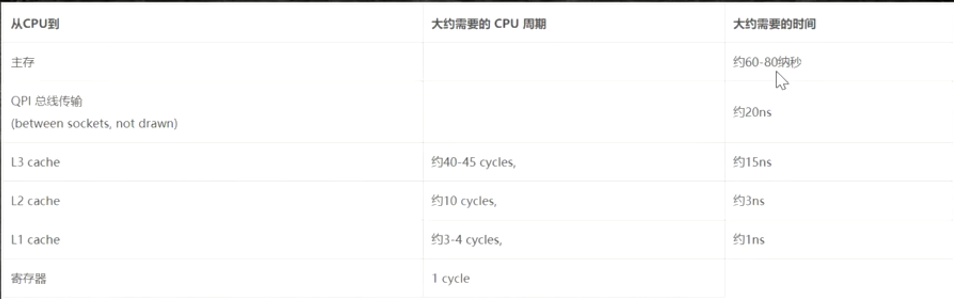 从CPU到 大约需要的 CPU 周期 大约需要的时间
主存 约60-80纳秒
QPI 总线传输
(between sockets, not drawn) 约20ns
L3 cache 约40-45 cycles, 约15ns
L2 cache 约10 cycles, 约3ns
L1 cache 约3-4 cycles, 约1ns
寄存器 1 cycle